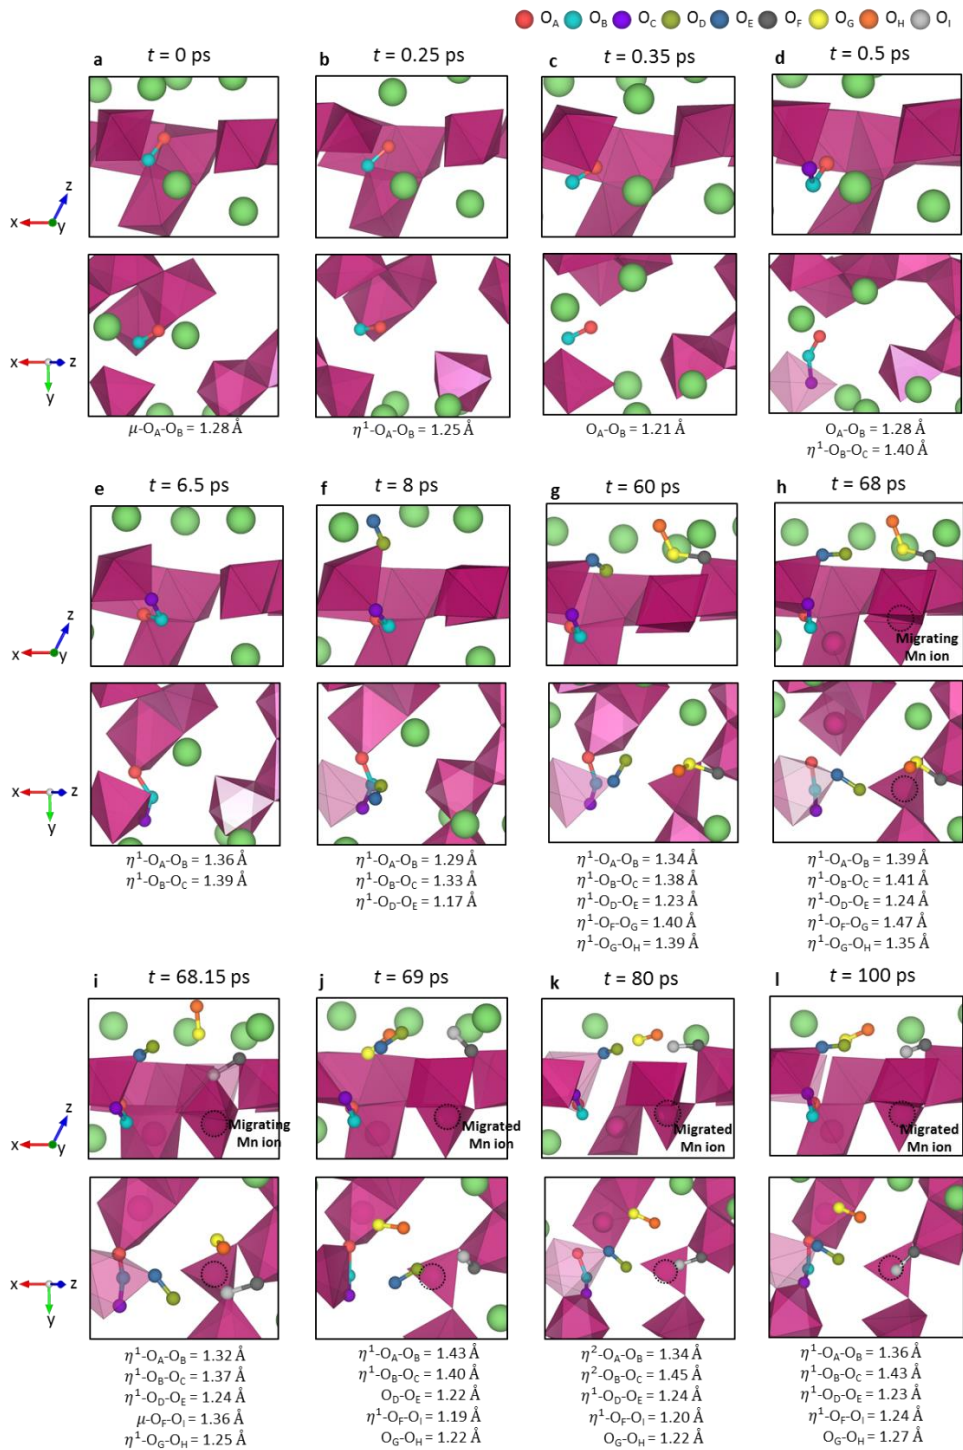 O_A O_B O_C O_D O_E O_F O_G O_H O_I
a t = 0 ps
b t = 0.25 ps
c t = 0.35 ps
d t = 0.5 ps
z
x
y
x
z
y
μ-O_A-O_B = 1.28 Å
η¹-O_A-O_B = 1.25 Å
O_A-O_B = 1.21 Å
O_A-O_B = 1.28 Å
η¹-O_B-O_C = 1.40 Å
e t = 6.5 ps
f t = 8 ps
g t = 60 ps
h t = 68 ps
z
x
y
Migrating
Mn ion
x
z
y
η¹-O_A-O_B = 1.36 Å
η¹-O_B-O_C = 1.39 Å
η¹-O_A-O_B = 1.29 Å
η¹-O_B-O_C = 1.33 Å
η¹-O_D-O_E = 1.17 Å
η¹-O_A-O_B = 1.34 Å
η¹-O_B-O_C = 1.38 Å
η¹-O_D-O_E = 1.23 Å
η¹-O_F-O_G = 1.40 Å
η¹-O_G-O_H = 1.39 Å
η¹-O_A-O_B = 1.39 Å
η¹-O_B-O_C = 1.41 Å
η¹-O_D-O_E = 1.24 Å
η¹-O_F-O_G = 1.47 Å
η¹-O_G-O_H = 1.35 Å
i t = 68.15 ps
j t = 69 ps
k t = 80 ps
l t = 100 ps
z
x
y
Migrating
Mn ion
Migrated
Mn ion
Migrated
Mn ion
Migrated
Mn ion
x
z
y
η¹-O_A-O_B = 1.32 Å
η¹-O_B-O_C = 1.37 Å
η¹-O_D-O_E = 1.24 Å
μ-O_F-O_I = 1.36 Å
η¹-O_G-O_H = 1.25 Å
η¹-O_A-O_B = 1.43 Å
η¹-O_B-O_C = 1.40 Å
O_D-O_E = 1.22 Å
η¹-O_F-O_I = 1.19 Å
O_G-O_H = 1.22 Å
η²-O_A-O_B = 1.34 Å
η²-O_B-O_C = 1.45 Å
η¹-O_D-O_E = 1.24 Å
η¹-O_F-O_I = 1.20 Å
O_G-O_H = 1.22 Å
η¹-O_A-O_B = 1.36 Å
η¹-O_B-O_C = 1.43 Å
η¹-O_D-O_E = 1.23 Å
η¹-O_F-O_I = 1.24 Å
O_G-O_H = 1.27 Å